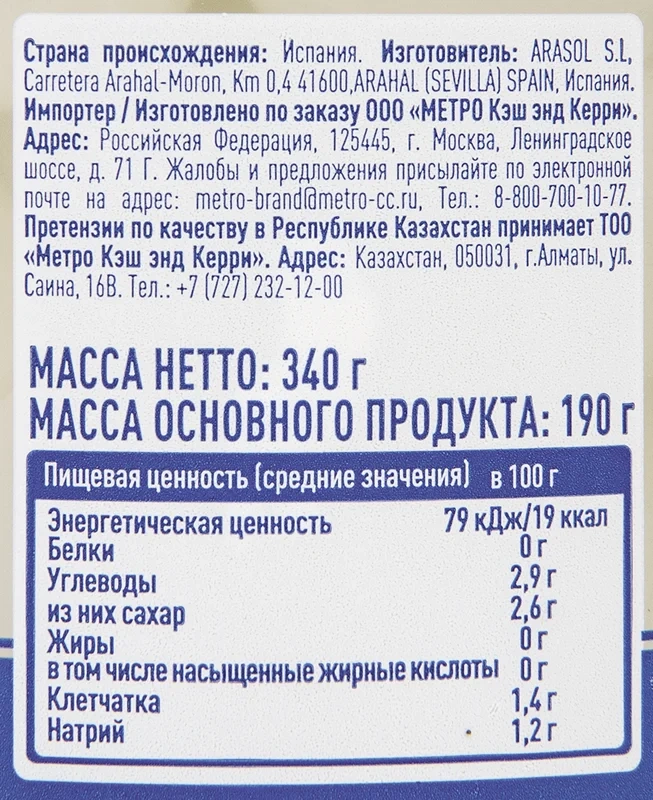 Страна происхождения: Испания. Изготовитель: ARASOL S.L,
Carretera Arahal-Moron, Km 0,4 41600,ARAHAL (SEVILLA) SPAIN, Испания.
Импортер / Изготовлено по заказу ООО «МЕТРО Кэш энд Керри».
Адрес: Российская Федерация, 125445, г. Москва, Ленинградское
шоссе, д. 71 Г. Жалобы и предложения присылайте по электронной
почте на адрес: metro-brand@metro-cc.ru, Тел.: 8-800-700-10-77.
Претензии по качеству в Республике Казахстан принимает ТОО
«Метро Кэш энд Керри». Адрес: Казахстан, 050031, г.Алматы, ул.
Саина, 16В. Тел.: +7 (727) 232-12-00
МАССА НЕТТО: 340 г
МАССА ОСНОВНОГО ПРОДУКТА: 190 г
Пищевая ценность (средние значения) в 100 г
Энергетическая ценность 79 кДж/19 ккал
Белки 0 г
Углеводы 2,9 г
из них сахар 2,6 г
Жиры 0 г
в том числе насыщенные жирные кислоты 0 г
Клетчатка 1,4 г
Натрий 1,2 г